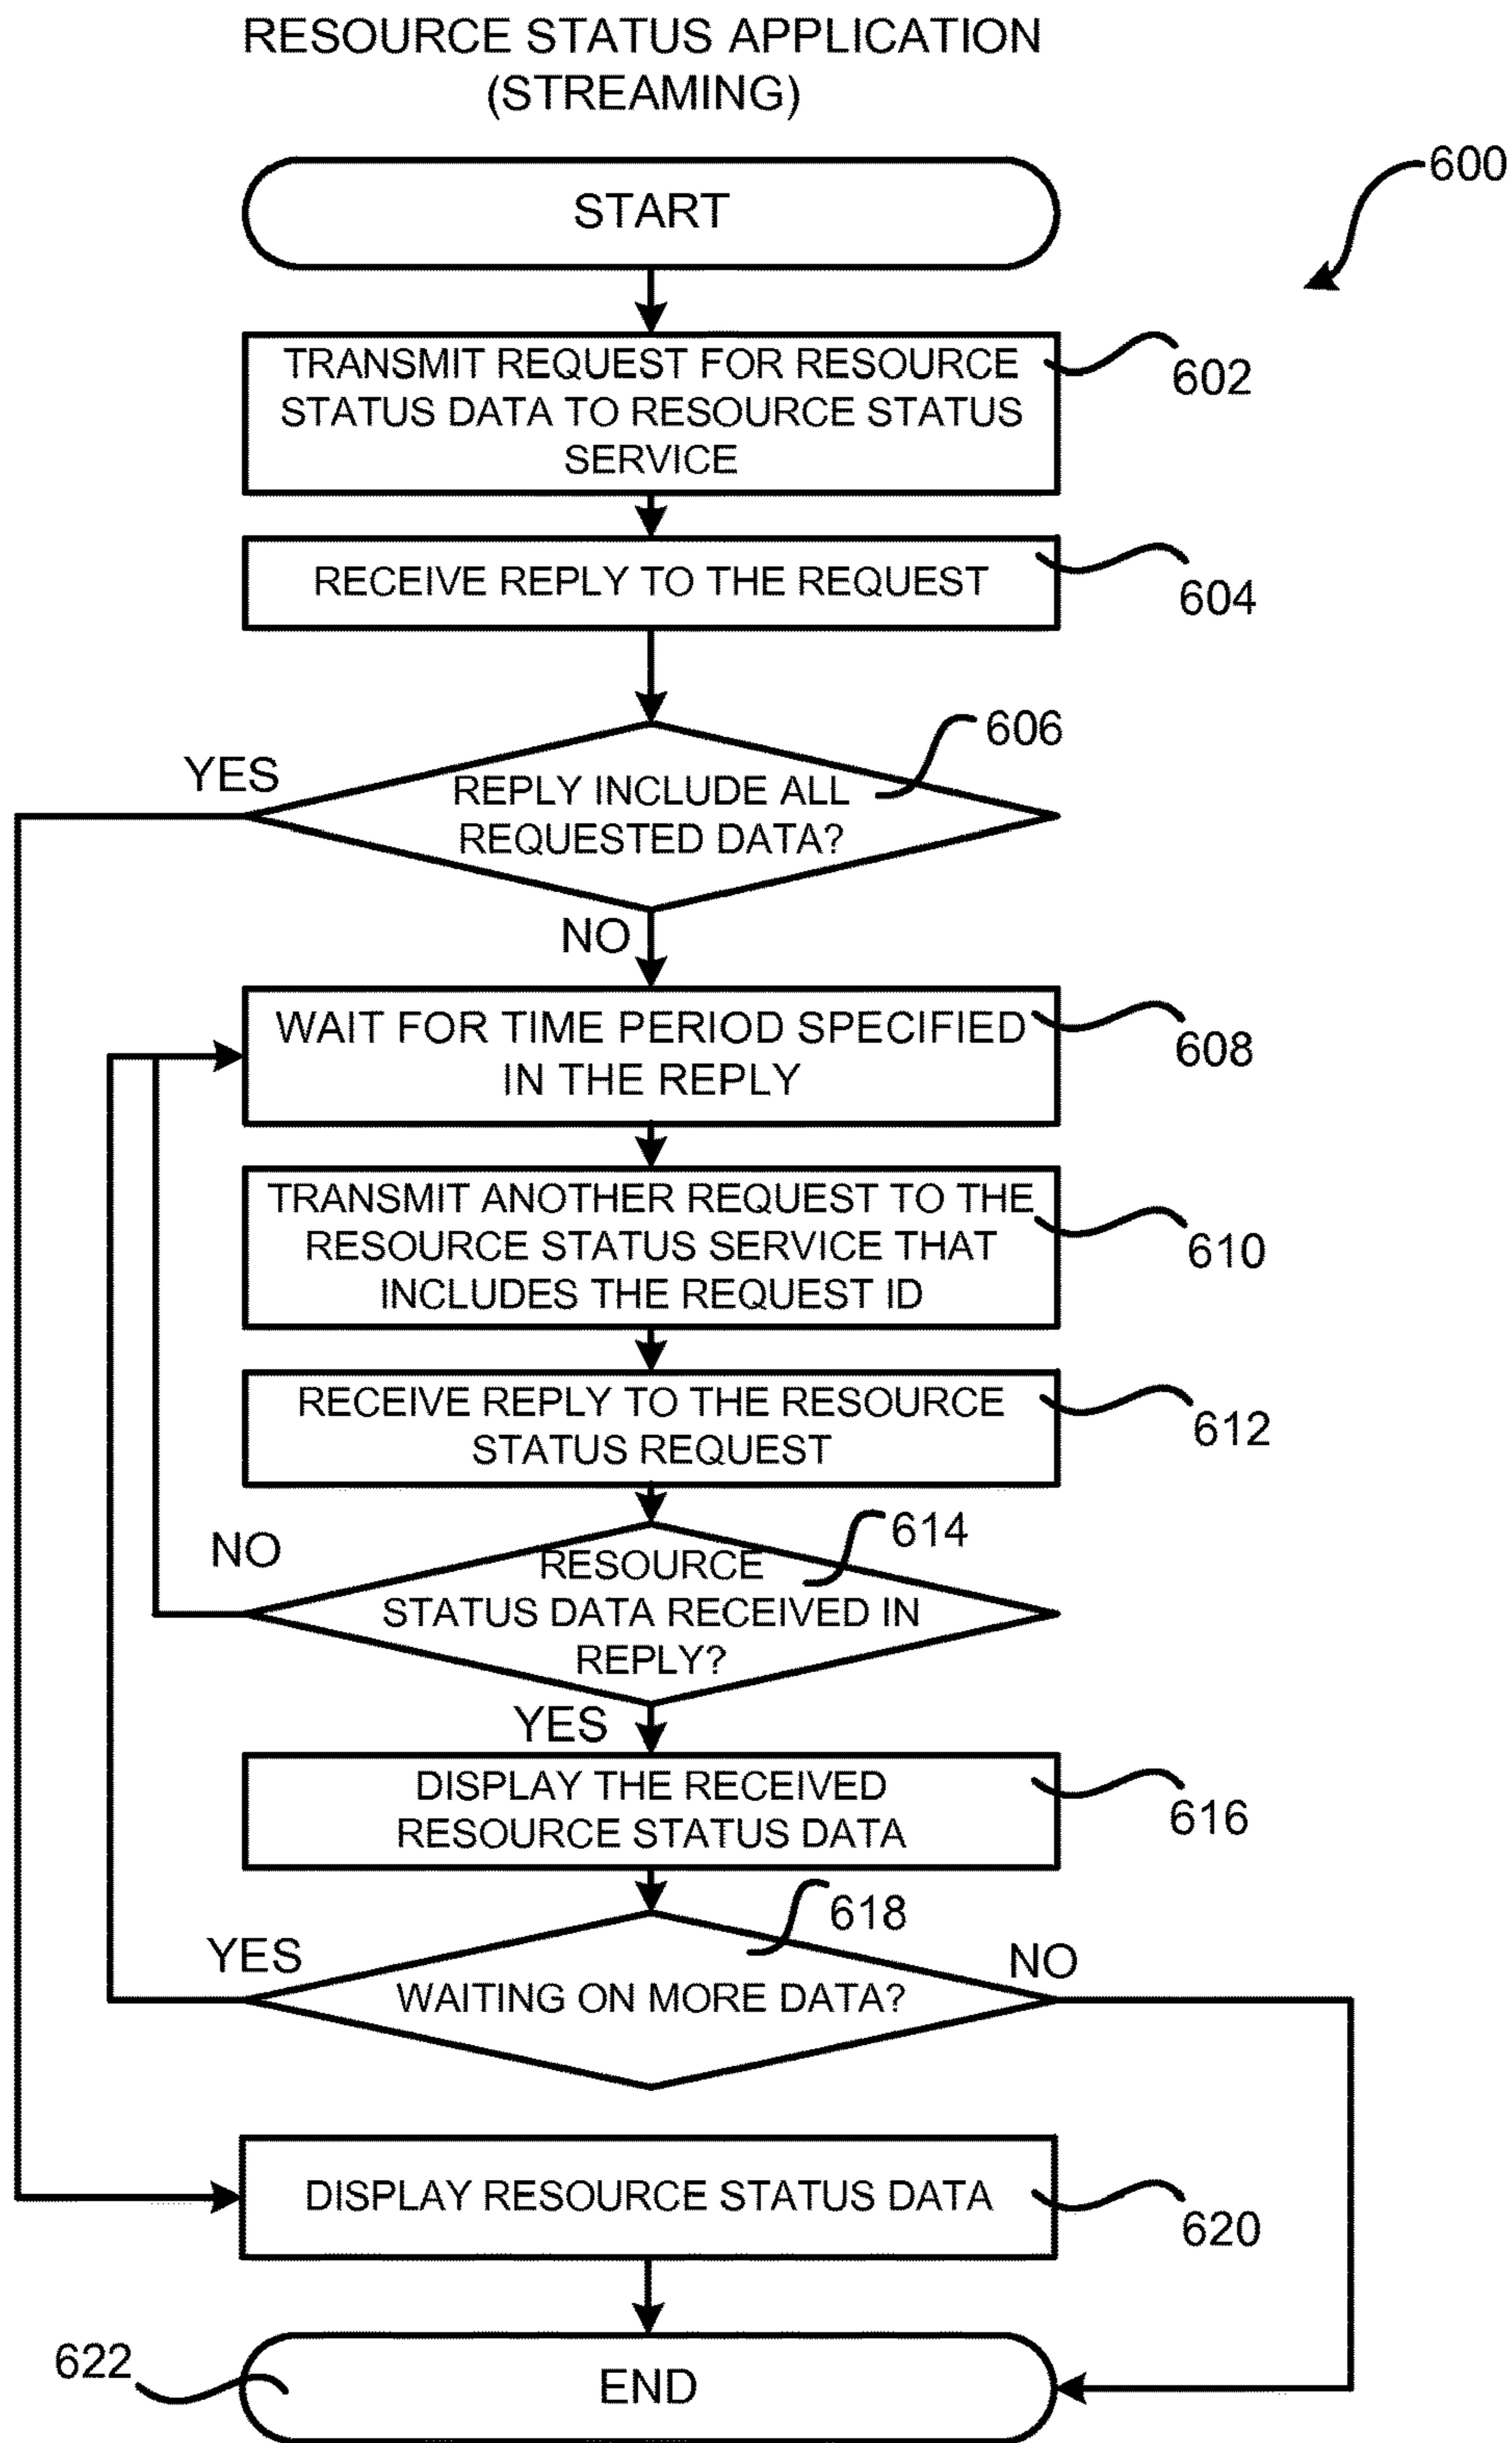 RESOURCE STATUS APPLICATION
(STREAMING)
600
START
TRANSMIT REQUEST FOR RESOURCE
STATUS DATA TO RESOURCE STATUS
SERVICE
602
RECEIVE REPLY TO THE REQUEST
604
606
YES
REPLY INCLUDE ALL
REQUESTED DATA?
NO
WAIT FOR TIME PERIOD SPECIFIED
IN THE REPLY
608
TRANSMIT ANOTHER REQUEST TO THE
RESOURCE STATUS SERVICE THAT
INCLUDES THE REQUEST ID
610
RECEIVE REPLY TO THE RESOURCE
STATUS REQUEST
612
614
NO
RESOURCE
STATUS DATA RECEIVED IN
REPLY?
YES
DISPLAY THE RECEIVED
RESOURCE STATUS DATA
616
618
YES
NO
WAITING ON MORE DATA?
DISPLAY RESOURCE STATUS DATA
620
622
END